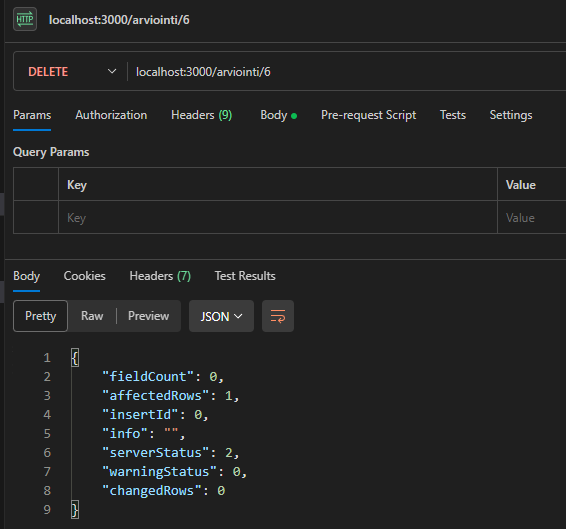 HTTP localhost:3000/arviointi/6
DELETE localhost:3000/arviointi/6
Params Authorization Headers (9) Body Pre-request Script Tests Settings
Query Params
Key Value
Key Value
Body Cookies Headers (7) Test Results
Pretty Raw Preview JSON
1 {
2 "fieldCount": 0,
3 "affectedRows": 1,
4 "insertId": 0,
5 "info": "",
6 "serverStatus": 2,
7 "warningStatus": 0,
8 "changedRows": 0
9 }